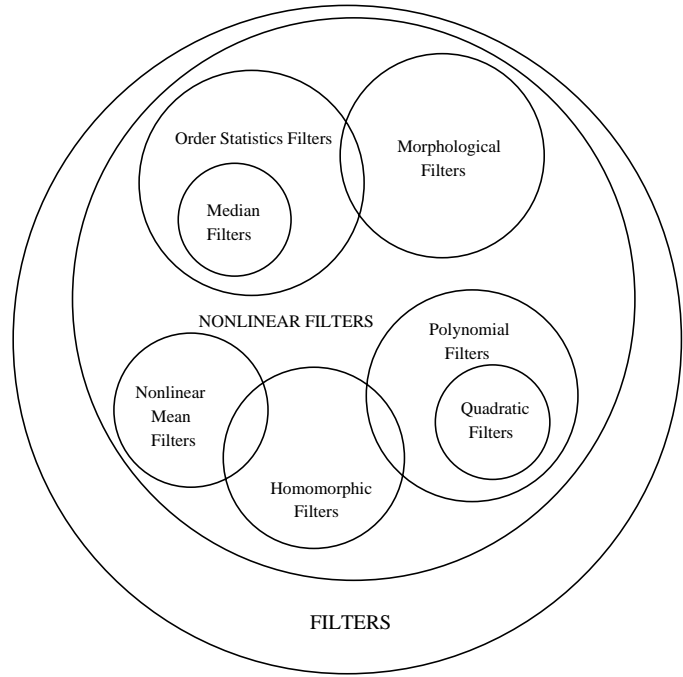 Order Statistics Filters
Morphological
Filters
Median
Filters
NONLINEAR FILTERS
Polynomial
Filters
Nonlinear
Mean
Filters
Quadratic
Filters
Homomorphic
Filters
FILTERS